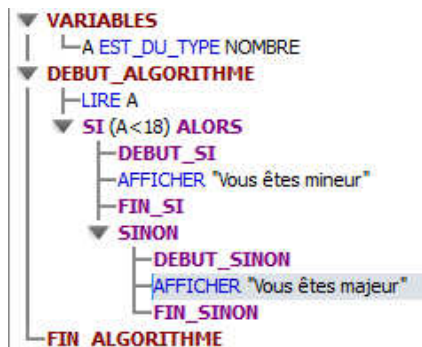 VARIABLES
A EST_DU_TYPE NOMBRE
DEBUT_ALGORITHME
LIRE A
SI (A<18) ALORS
DEBUT_SI
AFFICHER "Vous êtes mineur"
FIN_SI
SINON
DEBUT_SINON
AFFICHER "Vous êtes majeur"
FIN_SINON
FIN_ALGORITHME